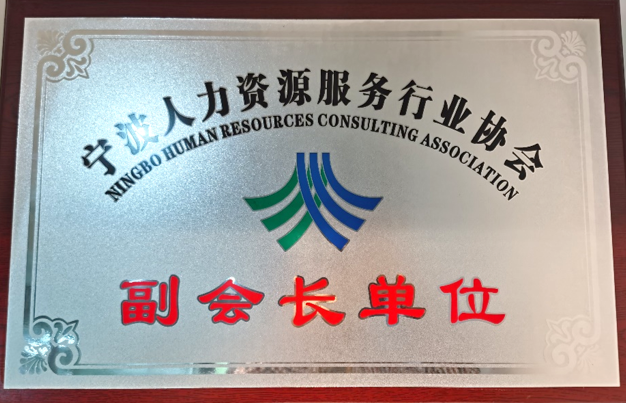 宁波人力资源服务行业协会
NINGBO HUMAN RESOURCES CONSULTING ASSOCIATION
副会长单位